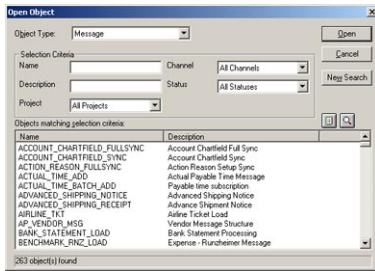 Open Object
Object Type: Message
Open
Selection Criteria
Cancel
Name
Channel All Channels
Description
Status All Statuses
New Search
Project All Projects
Objects matching selection criteria:
Name Description
ACCOUNT_CHARTFIELD_FULLSYNC Account Chartfield Full Sync
ACCOUNT_CHARTFIELD_SYNC Account Chartfield Sync
ACTION_REASON_FULLSYNC Action Reason Setup Sync
ACTUAL_TIME_ADD Actual Payable Time Message
ACTUAL_TIME_BATCH_ADD Payable time subscription
ADVANCED_SHIPPING_NOTICE Advanced Shipping Notice
ADVANCED_SHIPPING_RECEIPT Advance Shipment Notice
AIRLINE_TKT Airline Ticket Load
AP_VENDOR_MSG Vendor Message Structure
BANK_STATEMENT_LOAD Bank Statement Processing
BENCHMARK_RNZ_LOAD Expense - Runzheimer Message
263 object(s) found